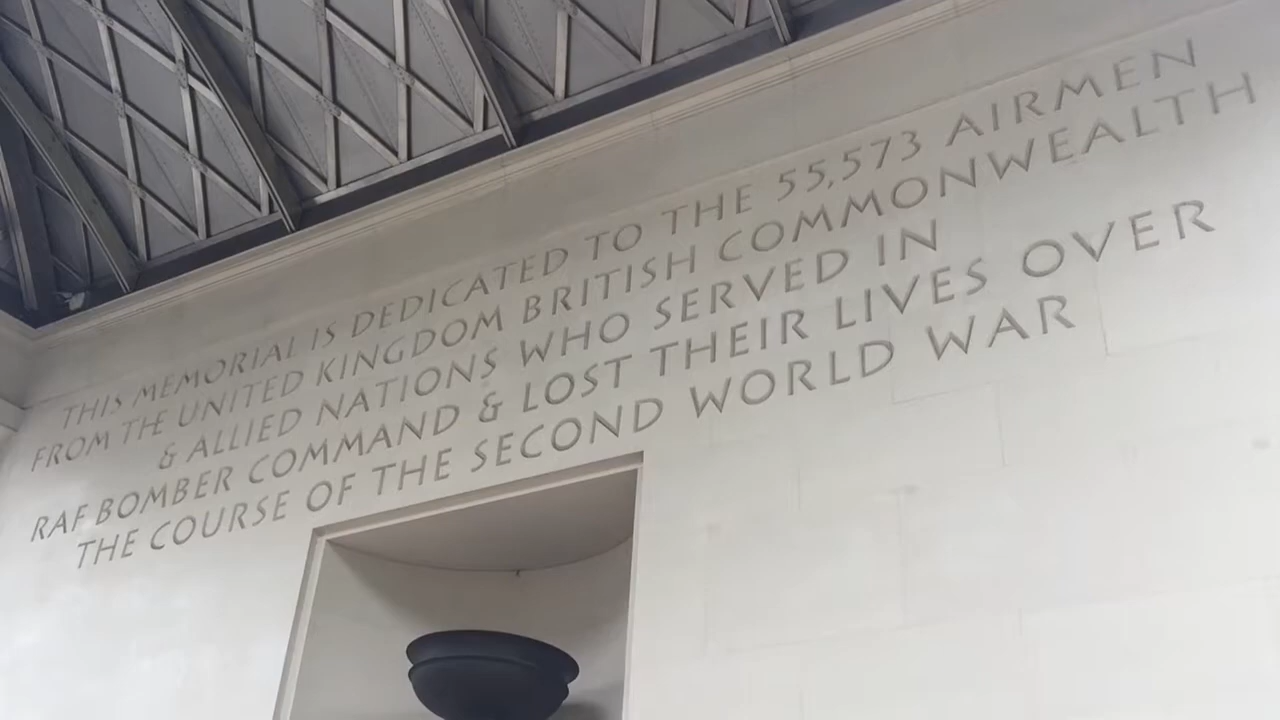 THIS MEMORIAL IS DEDICATED TO THE 55,573 AIRMEN
FROM THE UNITED KINGDOM BRITISH COMMONWEALTH
& ALLIED NATIONS WHO SERVED IN
RAF BOMBER COMMAND & LOST THEIR LIVES OVER
THE COURSE OF THE SECOND WORLD WAR